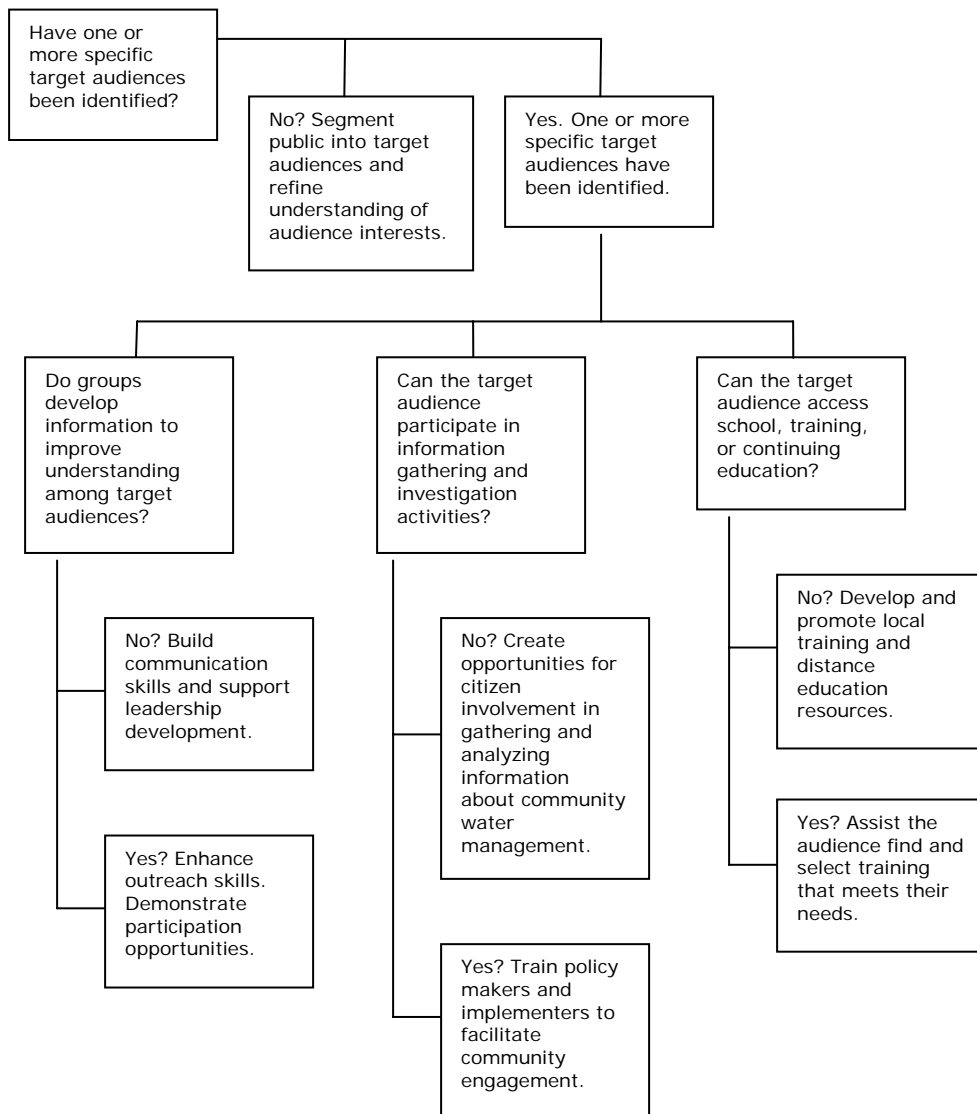 Have one or
more specific
target audiences
been identified?
No? Segment
public into target
audiences and
refine
understanding of
audience interests.
Yes. One or more
specific target
audiences have
been identified.
Do groups
develop
information to
improve
understanding
among target
audiences?
No? Build
communication
skills and support
leadership
development.
Yes? Enhance
outreach skills.
Demonstrate
participation
opportunities.
Can the target
audience
participate in
information
gathering and
investigation
activities?
No? Create
opportunities for
citizen
involvement in
gathering and
analyzing
information
about community
water
management.
Yes? Train policy
makers and
implementers to
facilitate
community
engagement.
Can the target
audience access
school, training,
or continuing
education?
No? Develop and
promote local
training and
distance
education
resources.
Yes? Assist the
audience find and
select training
that meets their
needs.